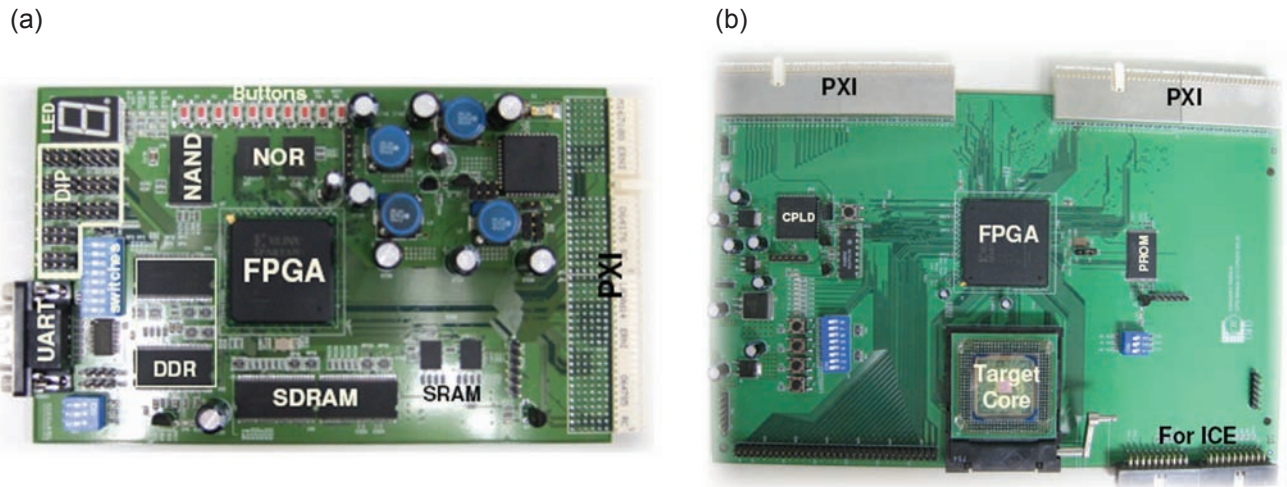 (a)
(b)
LED
Buttons
DIP
NAND
NOR
switches
FPGA
UART
DDR
SDRAM
SRAM
PXI
PXI
PXI
CPLD
FPGA
PROM
Target
Core
For ICE